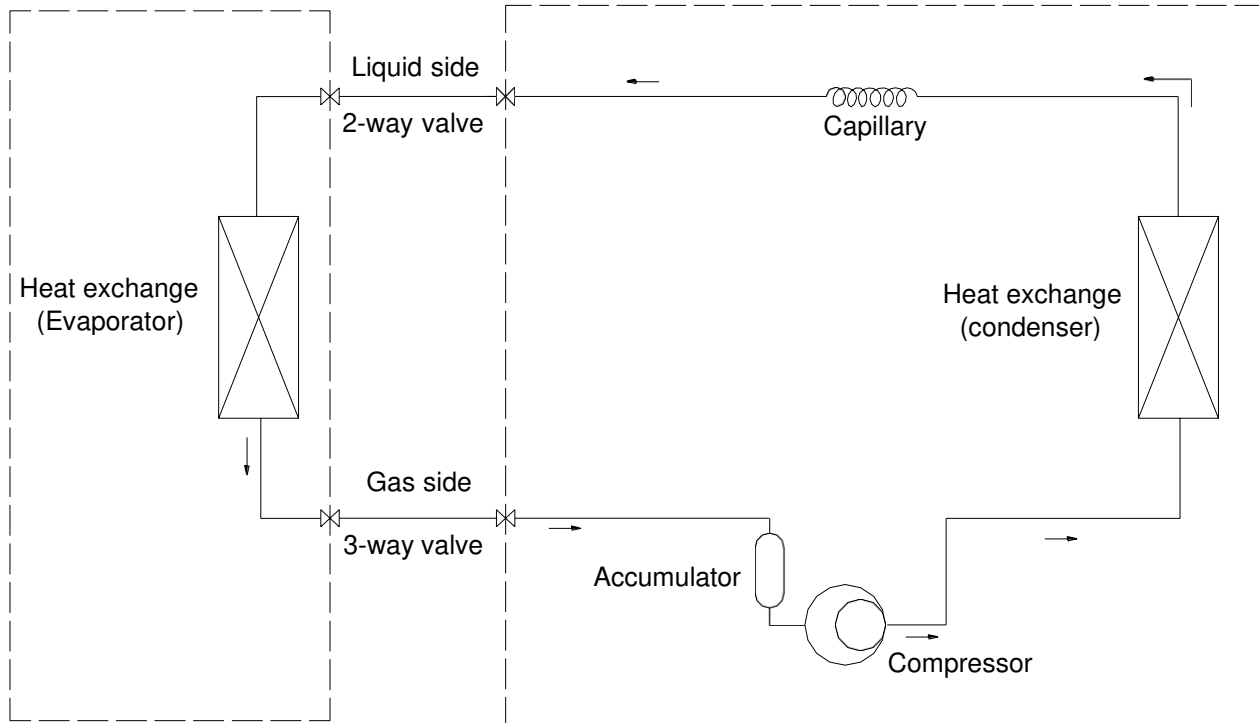 Liquid side
2-way valve
Capillary
Heat exchange
(Evaporator)
Heat exchange
(condenser)
Gas side
3-way valve
Accumulator
Compressor